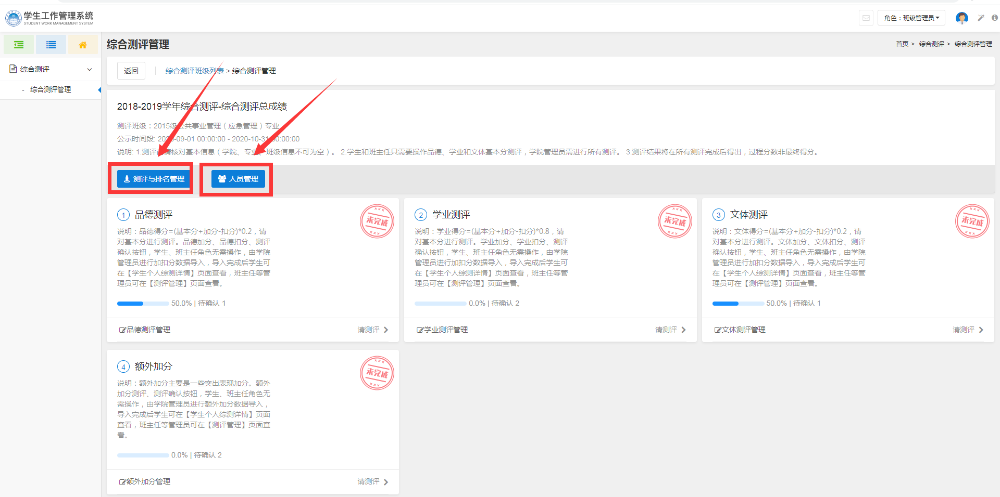 学生工作管理系统
STUDENT WORK MANAGEMENT SYSTEM
角色：班级管理员
综合测评
- 综合测评管理
综合测评管理
首页 > 综合测评 > 综合测评管理
返回
综合测评班级列表 > 综合测评管理
2018-2019学年综合测评-综合测评总成绩
测评班级：2015级公共事业管理（应急管理）专业
公示时间段: 2020-09-01 00:00:00 - 2020-10-31 00:00:00
说明: 1.测评前请核对基本信息（学院、专业、班级信息不可为空）。 2.学生和班主任只需要操作品德、学业和文体基本分测评，学院管理员需进行所有测评。 3.测评结果将在所有测评完成后得出，过程分数非最终得分。
测评与排名管理
人员管理
1 品德测评
未完成
说明：品德得分=(基本分+加分-扣分)*0.2，请
对基本分进行测评。品德加分、品德扣分、测评
确认按钮，学生、班主任角色无需操作，由学院
管理员进行加扣分数据导入，导入完成后学生可
在【学生个人综测详情】页面查看，班主任等管
理员可在【测评管理】页面查看。
50.0% | 待确认 1
品德测评管理
请测评
2 学业测评
未完成
说明：学业得分=(基本分+加分-扣分)*0.8，请
对基本分进行测评。学业加分、学业扣分、测评
确认按钮，学生、班主任角色无需操作，由学院
管理员进行加扣分数据导入，导入完成后学生可
在【学生个人综测详情】页面查看，班主任等管
理员可在【测评管理】页面查看。
0.0% | 待确认 2
学业测评管理
请测评
3 文体测评
未完成
说明：文体得分=(基本分+加分-扣分)*0.2，请
对基本分进行测评。文体加分、文体扣分、测评
确认按钮，学生、班主任角色无需操作，由学院
管理员进行加扣分数据导入，导入完成后学生可
在【学生个人综测详情】页面查看，班主任等管
理员可在【测评管理】页面查看。
50.0% | 待确认 1
文体测评管理
请测评
4 额外加分
未完成
说明：额外加分主要是一些突出表现加分。额外
加分测评、测评确认按钮，学生、班主任角色无
需操作，由学院管理员进行额外加分数据导入，
导入完成后学生可在【学生个人综测详情】页面
查看，班主任等管理员可在【测评管理】页面查
看。
0.0% | 待确认 2
额外加分管理
请测评